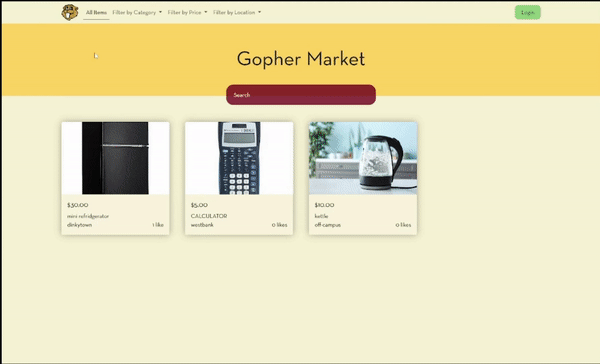 All Items Filter by Category Filter by Price Filter by Location Login
Gopher Market
Search
$30.00
mini refridgerator
dinkytown 1 like
$5.00
CALCULATOR
westbank 0 likes
$10.00
kettle
off-campus 0 likes